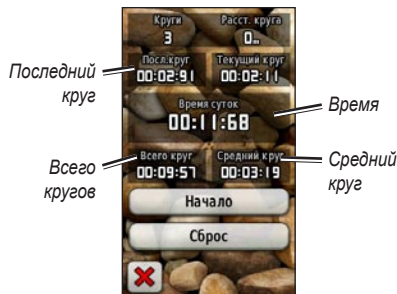 Круги
Расст. круга
3
0м
Посл.круг
Текущий круг
00:02:91
00:02:11
Последний
круг
Время суток
00:11:68
Время
Всего круг
Средний круг
00:09:57
00:03:19
Всего
кругов
Средний
круг
Начало
Сброс